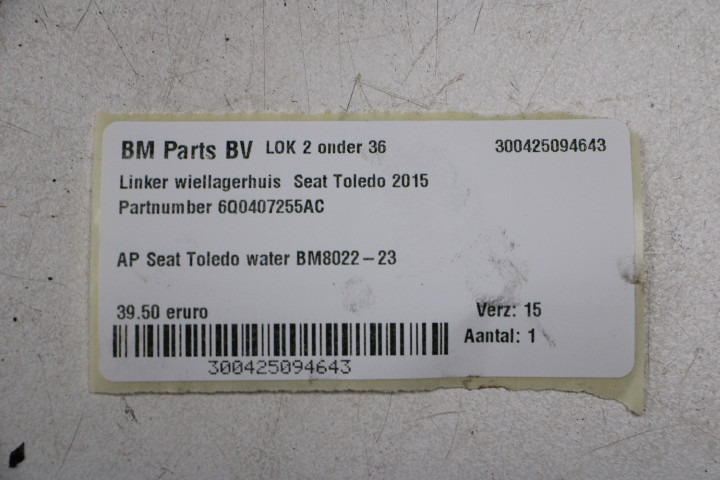 BM Parts BV LOK 2 onder 36 300425094643
Linker wiellagerhuis Seat Toledo 2015
Partnumber 6Q0407255AC
AP Seat Toledo water BM8022-23
39.50 eruro Verz: 15
Aantal: 1
300425094643